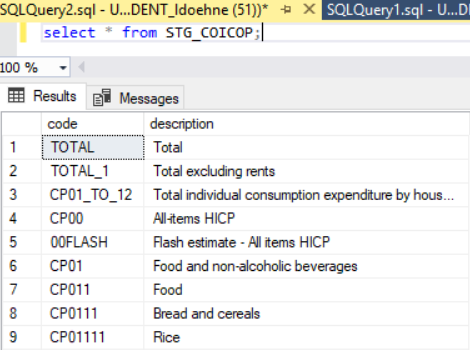 SQLQuery2.sql - U...DENT_ldoehne (51))* SQLQuery1.sql - U...D
select * from STG_COICOP;
100 %
Results Messages
code description
1 TOTAL Total
2 TOTAL_1 Total excluding rents
3 CP01_TO_12 Total individual consumption expenditure by hous...
4 CP00 All-items HICP
5 00FLASH Flash estimate - All items HICP
6 CP01 Food and non-alcoholic beverages
7 CP011 Food
8 CP0111 Bread and cereals
9 CP01111 Rice